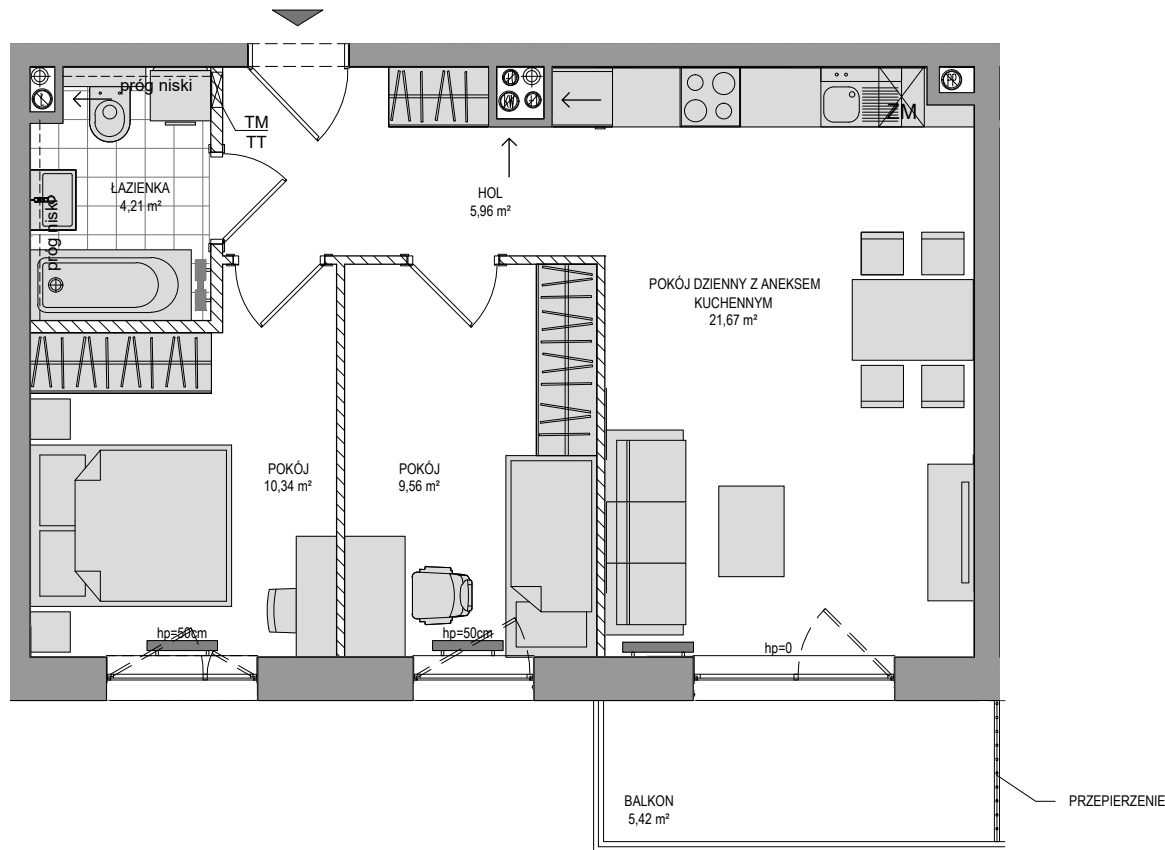 próg niski
TM
TT
ZM
ŁAZIENKA
4,21 m²
próg niski
HOL
5,96 m²
POKÓJ DZIENNY Z ANEKSEM
KUCHENNYM
21,67 m²
POKÓJ
10,34 m²
POKÓJ
9,56 m²
hp=50cm
hp=50cm
hp=0
BALKON
5,42 m²
PRZEPIERZENIE